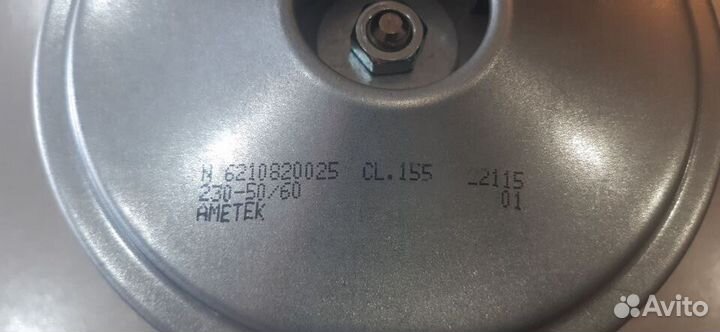 N 6210820025 CL.155 22115
230-50/60 01
AMETEK
Avito